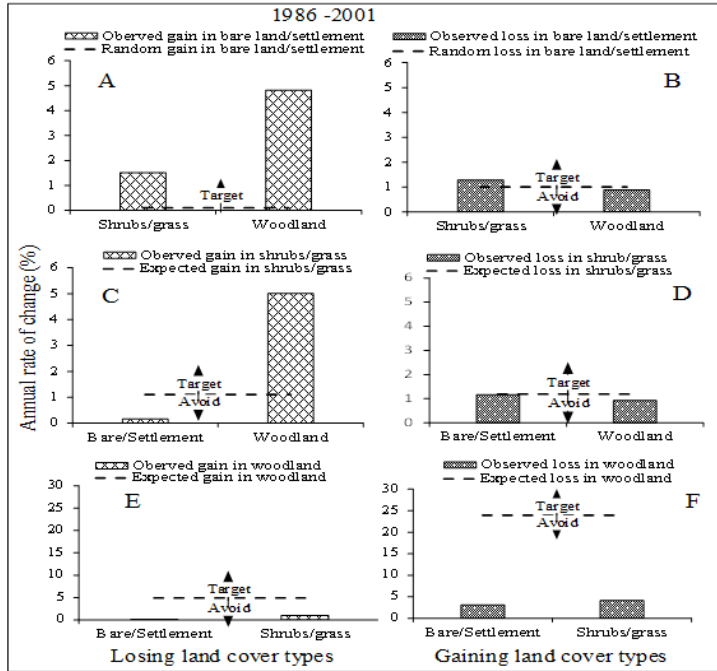 1986 -2001
Oberved gain in bare land/settlement
Random gain in bare land/settlement
A
6
5
4
3
2
1
0
Target
Shrubs/grass Woodland
Observed loss in bare land/settlement
Random loss in bare land/settlement
B
6
5
4
3
2
1
0
Target
Avoid
Shrubs/grass Woodland
Annual rate of change (%)
Oberved gain in shrubs/grass
Expected gain in shrubs/grass
C
6
5
4
3
2
1
0
Target
Avoid
Bare/Settlement Woodland
Observed loss in shrub/grass
Expected loss in shrub/grass
D
6
5
4
3
2
1
0
Target
Avoid
Bare/Settlement Woodland
Oberved gain in woodland
Expected gain in woodland
E
30
25
20
15
10
5
0
Target
Avoid
Bare/Settlement Shrubs/grass
Observed loss in woodland
Expected loss in woodland
F
30
25
20
15
10
5
0
Target
Avoid
Bare/Settlement Shrubs/grass
Losing land cover types
Gaining land cover types